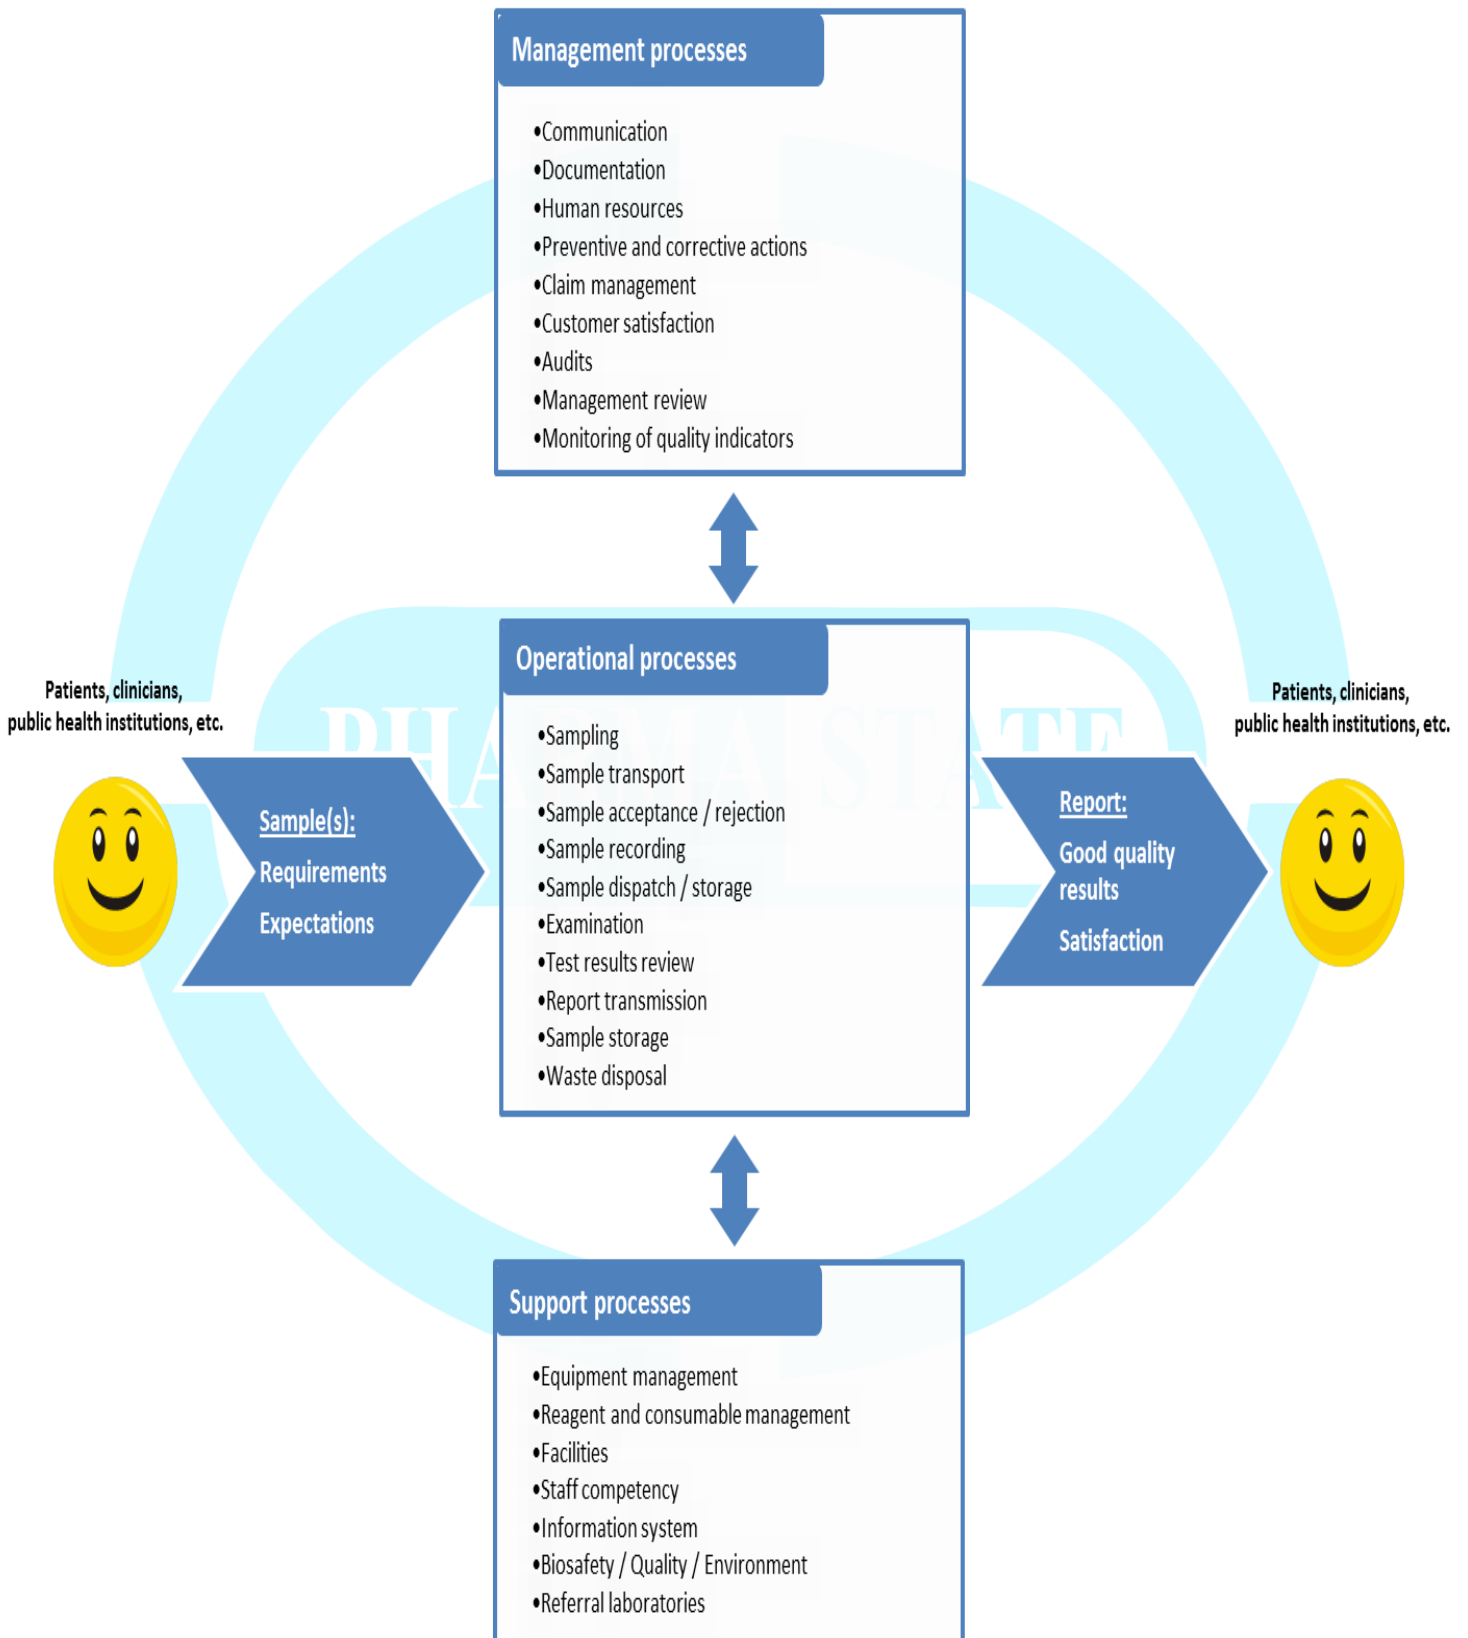 Management processes
•Communication
•Documentation
•Human resources
•Preventive and corrective actions
•Claim management
•Customer satisfaction
•Audits
•Management review
•Monitoring of quality indicators
Patients, clinicians,
public health institutions, etc.
Sample(s):
Requirements
Expectations
PHARMA STATE
Operational processes
•Sampling
•Sample transport
•Sample acceptance / rejection
•Sample recording
•Sample dispatch / storage
•Examination
•Test results review
•Report transmission
•Sample storage
•Waste disposal
Patients, clinicians,
public health institutions, etc.
Report:
Good quality
results
Satisfaction
Support processes
•Equipment management
•Reagent and consumable management
•Facilities
•Staff competency
•Information system
•Biosafety / Quality / Environment
•Referral laboratories